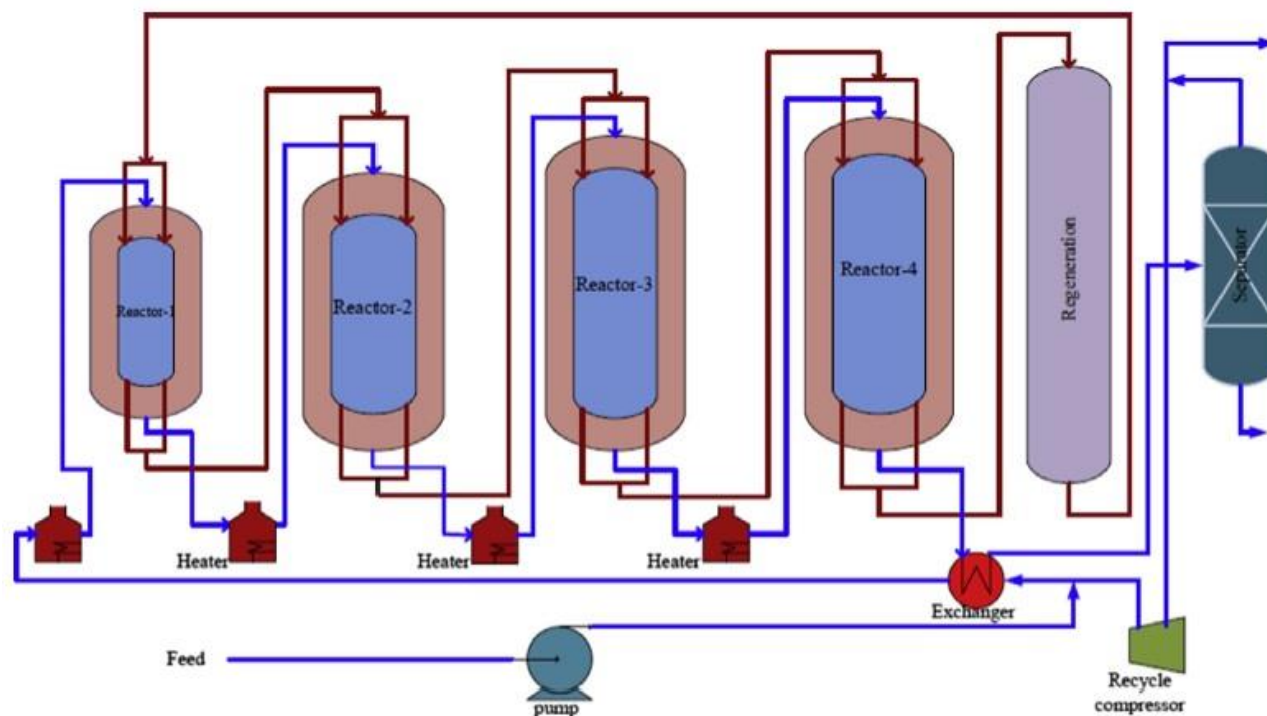 Reactor-1
Reactor-2
Reactor-3
Reactor-4
Regeneration
Separator
Heater
Heater
Heater
Exchanger
Feed
pump
Recycle
compressor